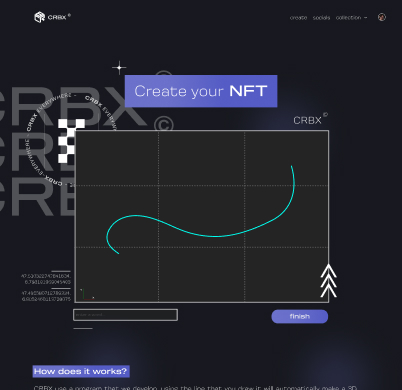 CRBX ©
create socials collection →
Create your NFT
CRBX ©
CRBX ©
CRBX
CRBX EVERYWHERE – CRBX EVERYWHERE – CRBX EVERYWHERE –
CRBX ©
finish
How does it works?
CRBX use a program that we develop, using the line that you draw it will automatically make a 3D